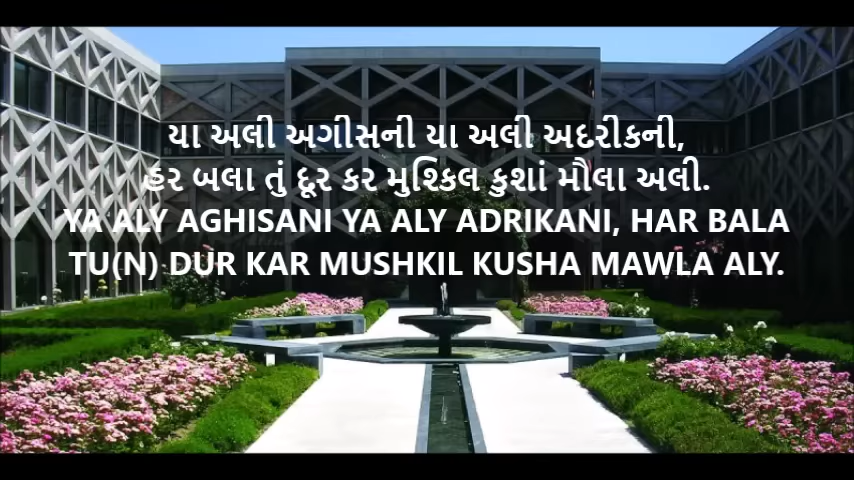 યા અલી અગીસની યા અલી અદરીકની,
હર બલા તું દૂર કર મુશ્કિલ કુશાં મૌલા અલી.
YA ALY AGHISANI YA ALY ADRIKANI, HAR BALA
TU(N) DUR KAR MUSHKIL KUSHA MAWLA ALY.